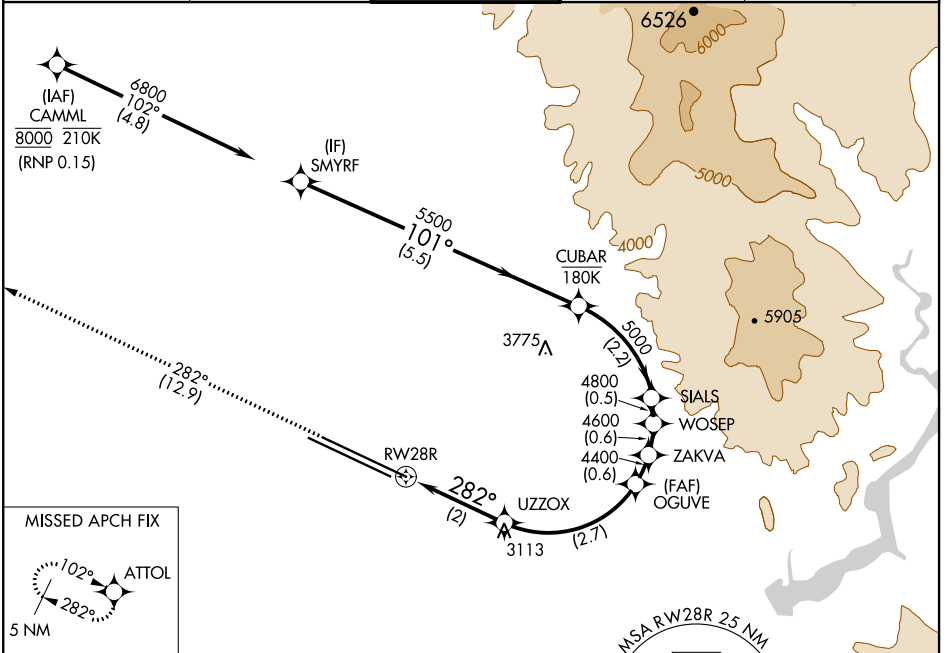 6526
6000
(IAF)
CAMML
8000 210K
(RNP 0.15)
6800
102°
(4.8)
(IF)
SMYRF
5000
5500
101°
(5.5)
4000
CUBAR
180K
5905
3775
5000
(2.2)
4800
(0.5)
SIALS
4600
(0.6)
WOSEP
4400
(0.6)
ZAKVA
(FAF)
OGUVE
282°
(12.9)
RW28R
282°
(2)
UZZOX
3113
(2.7)
MISSED APCH FIX
102°
ATTOL
282°
5 NM
MSA RW28R 25 NM